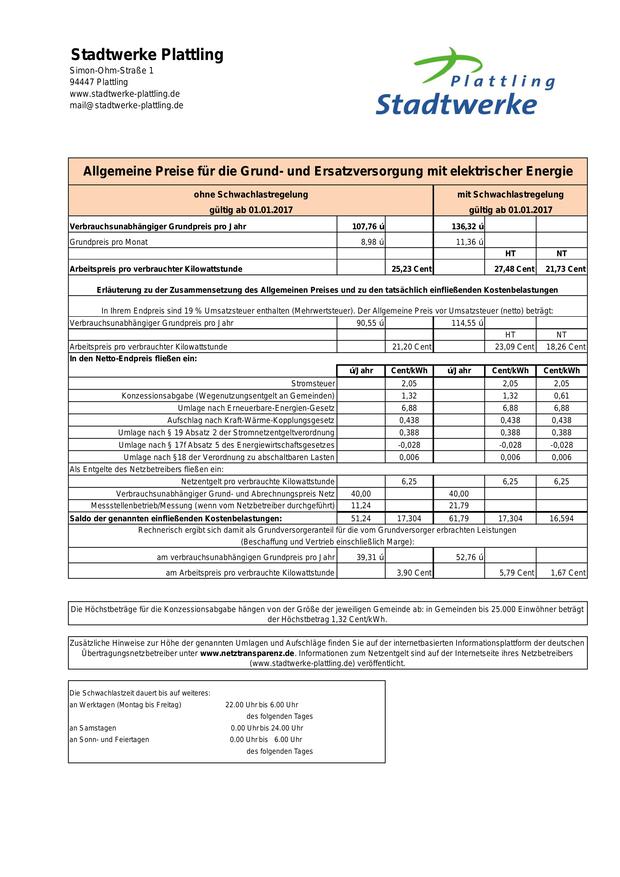 Stadtwerke Plattling
Simon-Ohm-Straße 1
94447 Plattling
www.stadtwerke-plattling.de
mail@stadtwerke-plattling.de
Plattling
Stadtwerke
Allgemeine Preise für die Grund- und Ersatzversorgung mit elektrischer Energie
ohne Schwachlastregelung mit Schwachlastregelung
gültig ab 01.01.2017 gültig ab 01.01.2017
Verbrauchsunabhängiger Grundpreis pro Jahr 107,76 ú 136,32 ú
Grundpreis pro Monat 8,98 ú 11,36 ú
HT NT
Arbeitspreis pro verbrauchter Kilowattstunde 25,23 Cent 27,48 Cent 21,73 Cent
Erläuterung zu der Zusammensetzung des Allgemeinen Preises und zu den tatsächlich einfließenden Kostenbelastungen
In Ihrem Endpreis sind 19 % Umsatzsteuer enthalten (Mehrwertsteuer). Der Allgemeine Preis vor Umsatzsteuer (netto) beträgt:
Verbrauchsunabhängiger Grundpreis pro Jahr 90,55 ú 114,55 ú
HT NT
Arbeitspreis pro verbrauchter Kilowattstunde 21,20 Cent 23,09 Cent 18,26 Cent
In den Netto-Endpreis fließen ein:
ú/Jahr Cent/kWh ú/Jahr Cent/kWh Cent/kWh
Stromsteuer 2,05 2,05 2,05
Konzessionsabgabe (Wegenutzungsentgelt an Gemeinden) 1,32 1,32 0,61
Umlage nach Erneuerbare-Energien-Gesetz 6,88 6,88 6,88
Aufschlag nach Kraft-Wärme-Kopplungsgesetz 0,438 0,438 0,438
Umlage nach § 19 Absatz 2 der Stromnetzentgeltverordnung 0,388 0,388 0,388
Umlage nach § 17f Absatz 5 des Energiewirtschaftsgesetzes -0,028 -0,028 -0,028
Umlage nach §18 der Verordnung zu abschaltbaren Lasten 0,006 0,006 0,006
Als Entgelte des Netzbetreibers fließen ein:
Netzentgelt pro verbrauchte Kilowattstunde 6,25 6,25 6,25
Verbrauchsunabhängiger Grund- und Abrechnungspreis Netz 40,00 40,00
Messstellenbetrieb/Messung (wenn vom Netzbetreiber durchgeführt) 11,24 21,79
Saldo der genannten einfließenden Kostenbelastungen: 51,24 17,304 61,79 17,304 16,594
Rechnerisch ergibt sich damit als Grundversorgeranteil für die vom Grundversorger erbrachten Leistungen
(Beschaffung und Vertrieb einschließlich Marge):
am verbrauchsunabhängigen Grundpreis pro Jahr 39,31 ú 52,76 ú
am Arbeitspreis pro verbrauchte Kilowattstunde 3,90 Cent 5,79 Cent 1,67 Cent
Die Höchstbeträge für die Konzessionsabgabe hängen von der Größe der jeweiligen Gemeinde ab: in Gemeinden bis 25.000 Einwöhner beträgt
der Höchstbetrag 1,32 Cent/kWh.
Zusätzliche Hinweise zur Höhe der genannten Umlagen und Aufschläge finden Sie auf der internetbasierten Informationsplattform der deutschen
Übertragungsnetzbetreiber unter www.netztransparenz.de. Informationen zum Netzentgelt sind auf der Internetseite ihres Netzbetreibers
(www.stadtwerke-plattling.de) veröffentlicht.
Die Schwachlastzeit dauert bis auf weiteres:
an Werktagen (Montag bis Freitag) 22.00 Uhr bis 6.00 Uhr
des folgenden Tages
an Samstagen 0.00 Uhr bis 24.00 Uhr
an Sonn- und Feiertagen 0.00 Uhr bis 6.00 Uhr
des folgenden Tages